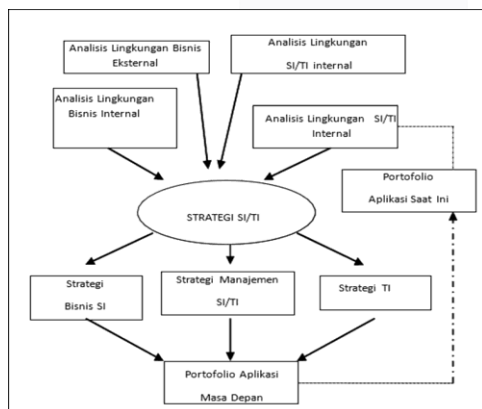 Analisis Lingkungan Bisnis
Eksternal
Analisis Lingkungan
SI/TI internal
Analisis Lingkungan
Bisnis Internal
Analisis Lingkungan SI/TI
Internal
Portofolio
Aplikasi Saat Ini
STRATEGI SI/TI
Strategi
Bisnis SI
Strategi Manajemen
SI/TI
Strategi TI
Portofolio Aplikasi
Masa Depan